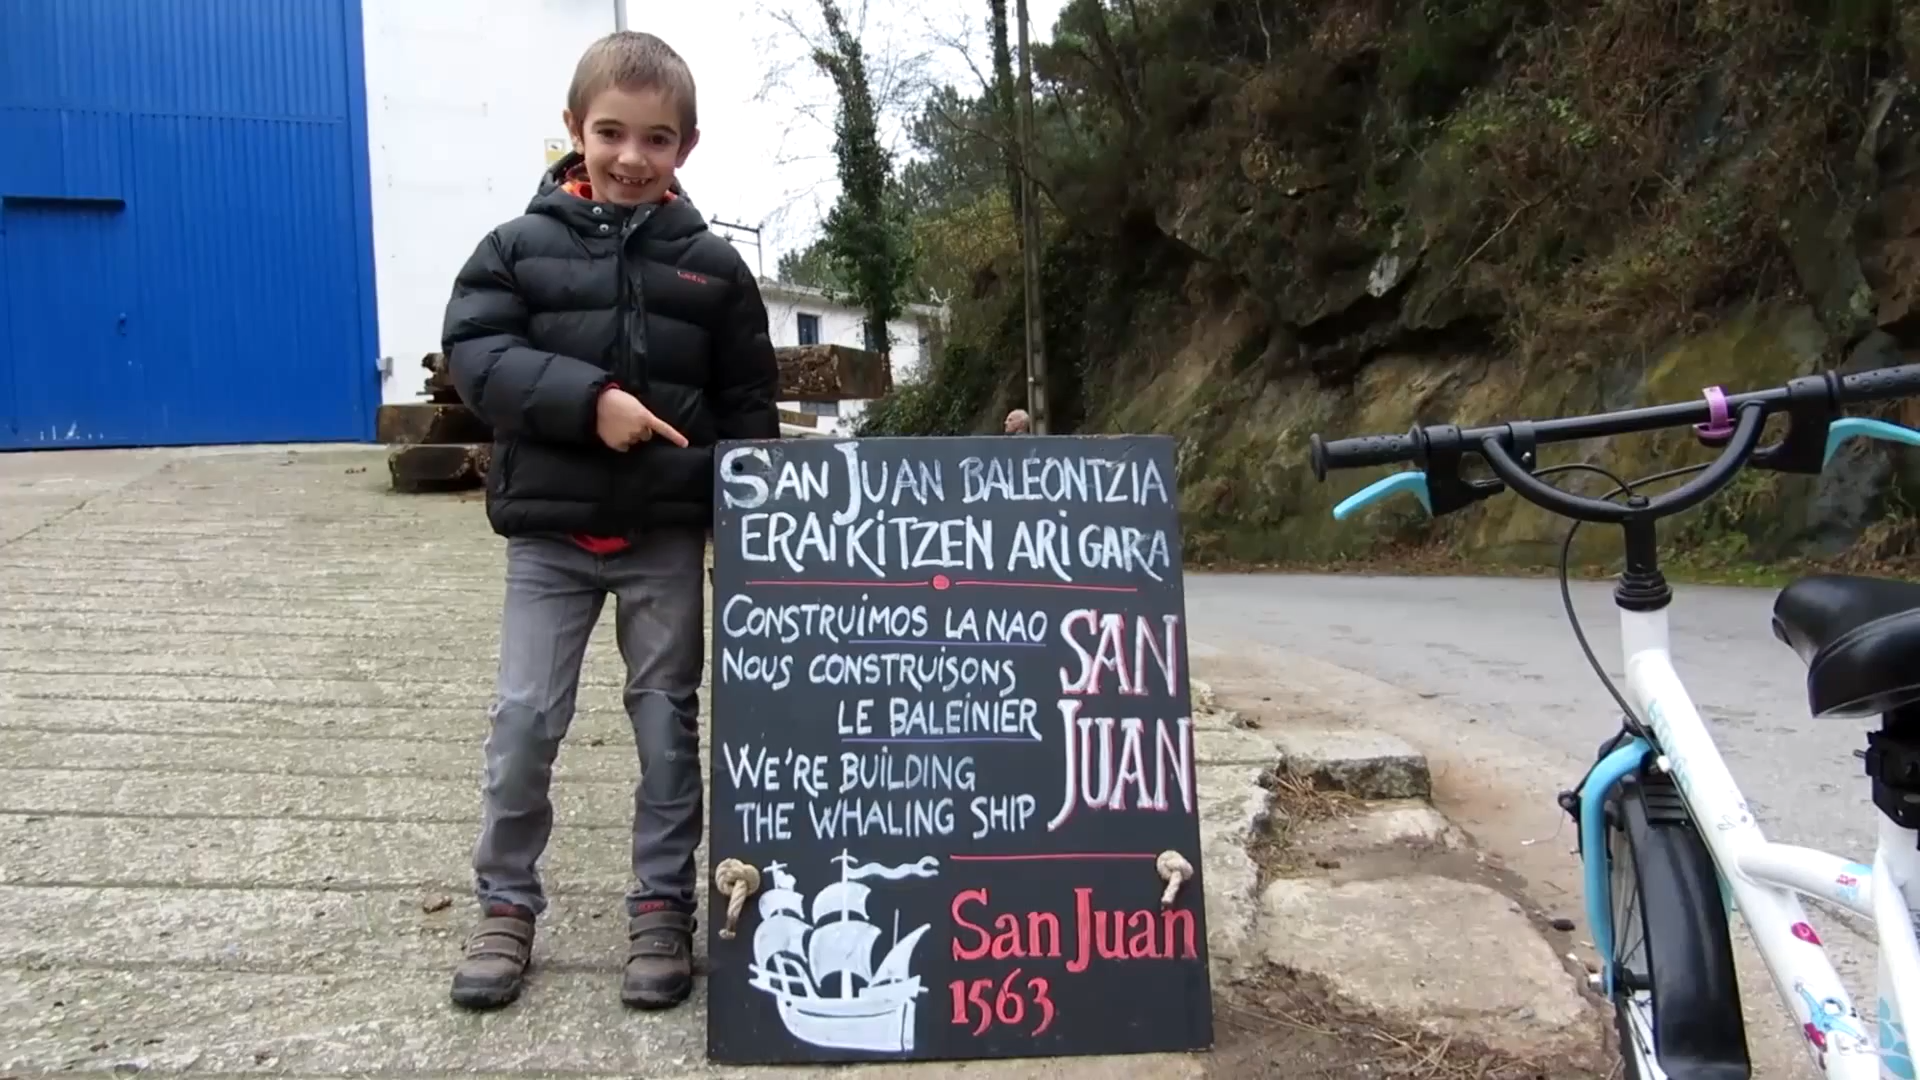 SAN JUAN BALEONTZIA
ERAIKITZEN ARI GARA
CONSTRUIMOS LA NAO
NOUS CONSTRUISONS
LE BALEINIER
WE'RE BUILDING
THE WHALING SHIP
SAN
JUAN
San Juan
1563